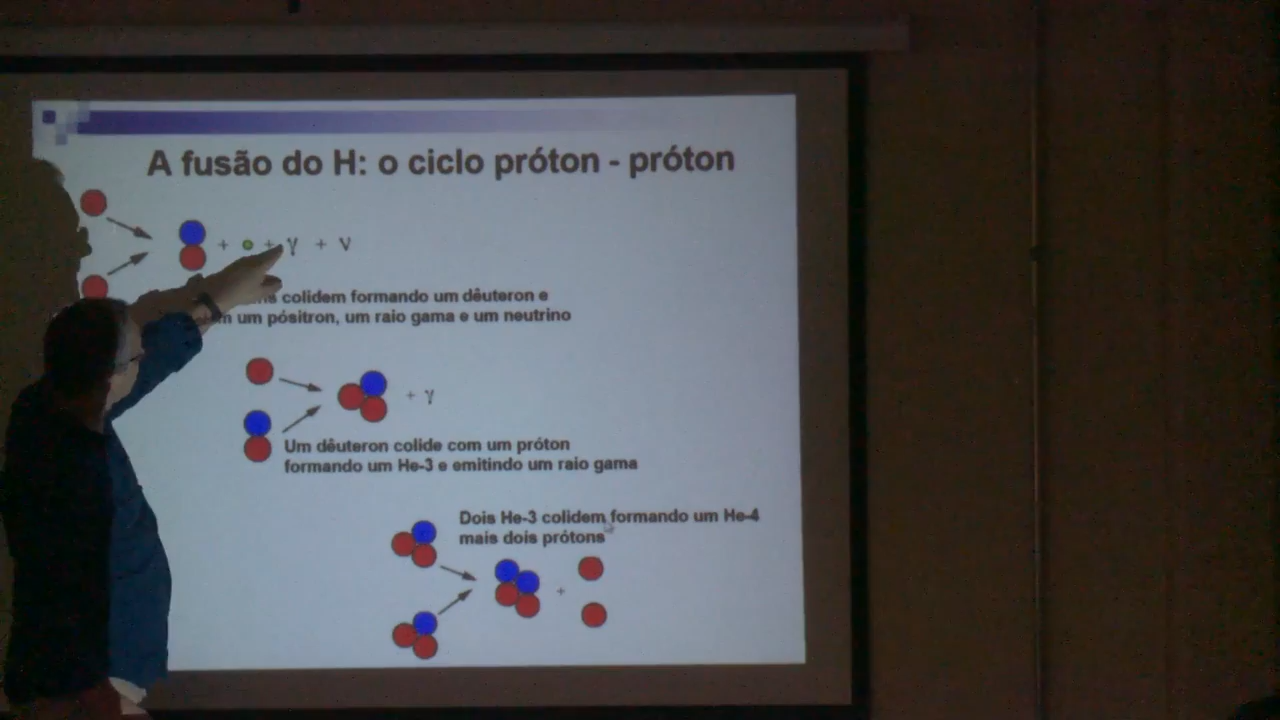 A fusão do H: o ciclo próton - próton
+ + γ + ν
colidem formando um dêuteron e
um pósitron, um raio gama e um neutrino
+ γ
Um dêuteron colide com um próton
formando um He-3 e emitindo um raio gama
Dois He-3 colidem formando um He-4
mais dois prótons
+